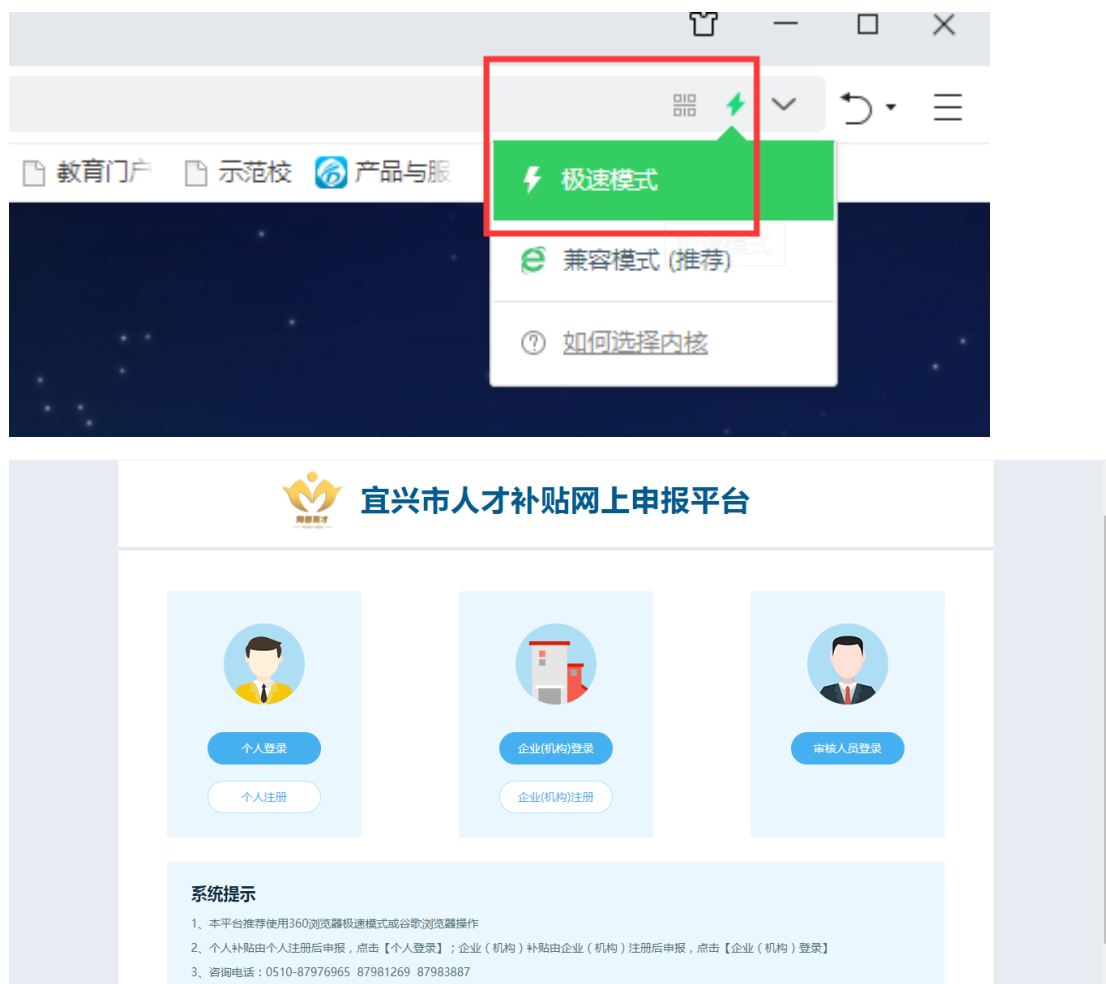 教育门户
示范校
产品与服
极速模式
兼容模式 (推荐)
如何选择内核
宜兴市人才补贴网上申报平台
陶都英才
个人登录
企业(机构)登录
审核人员登录
个人注册
企业(机构)注册
系统提示
1、本平台推荐使用360浏览器极速模式或谷歌浏览器操作
2、个人补贴由个人注册后申报，点击【个人登录】；企业（机构）补贴由企业（机构）注册后申报，点击【企业（机构）登录】
3、咨询电话：0510-87976965 87981269 87983887